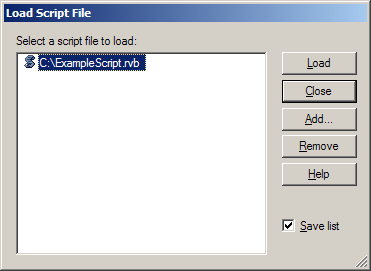 Load Script File
Select a script file to load:
C:\ExampleScript.rvb
Load
Close
Add...
Remove
Help
Save list